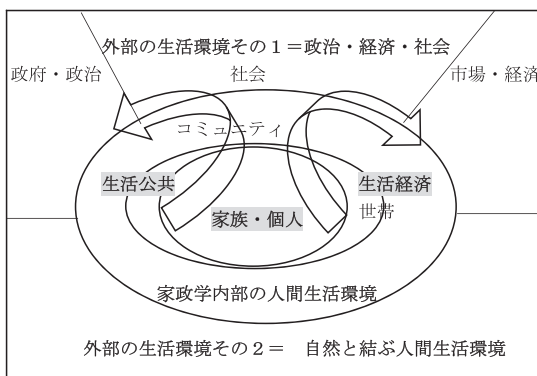 外部の生活環境その1＝政治・経済・社会
政府・政治
社会
市場・経済
コミュニティ
生活公共
生活経済
家族・個人
世帯
家政学内部の人間生活環境
外部の生活環境その2＝　自然と結ぶ人間生活環境